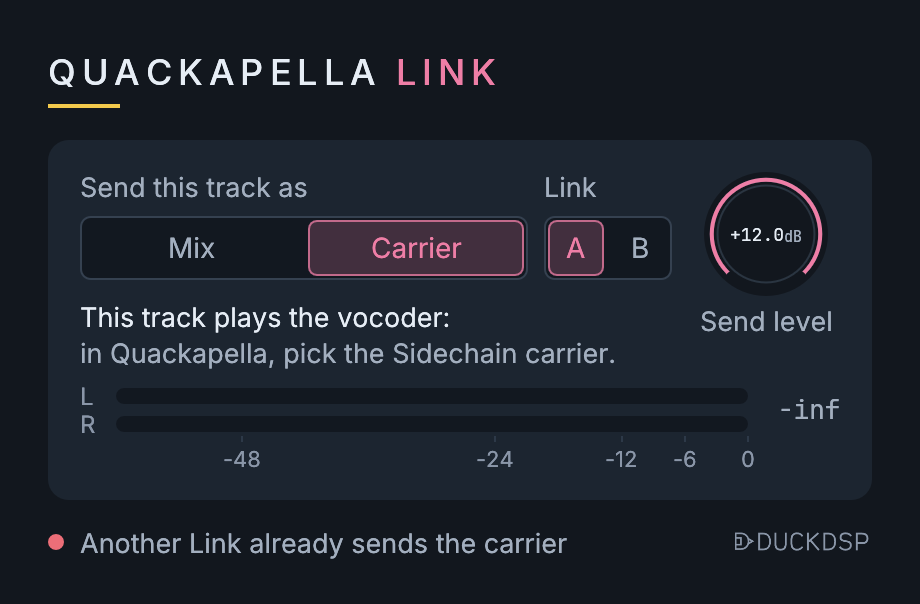 QUACKAPELLA LINK
Send this track as
Link
Mix
Carrier
A
B
+12.0dB
Send level
This track plays the vocoder:
in Quackapella, pick the Sidechain carrier.
L
R
-inf
-48 -24 -12 -6 0
Another Link already sends the carrier
DUCKDSP